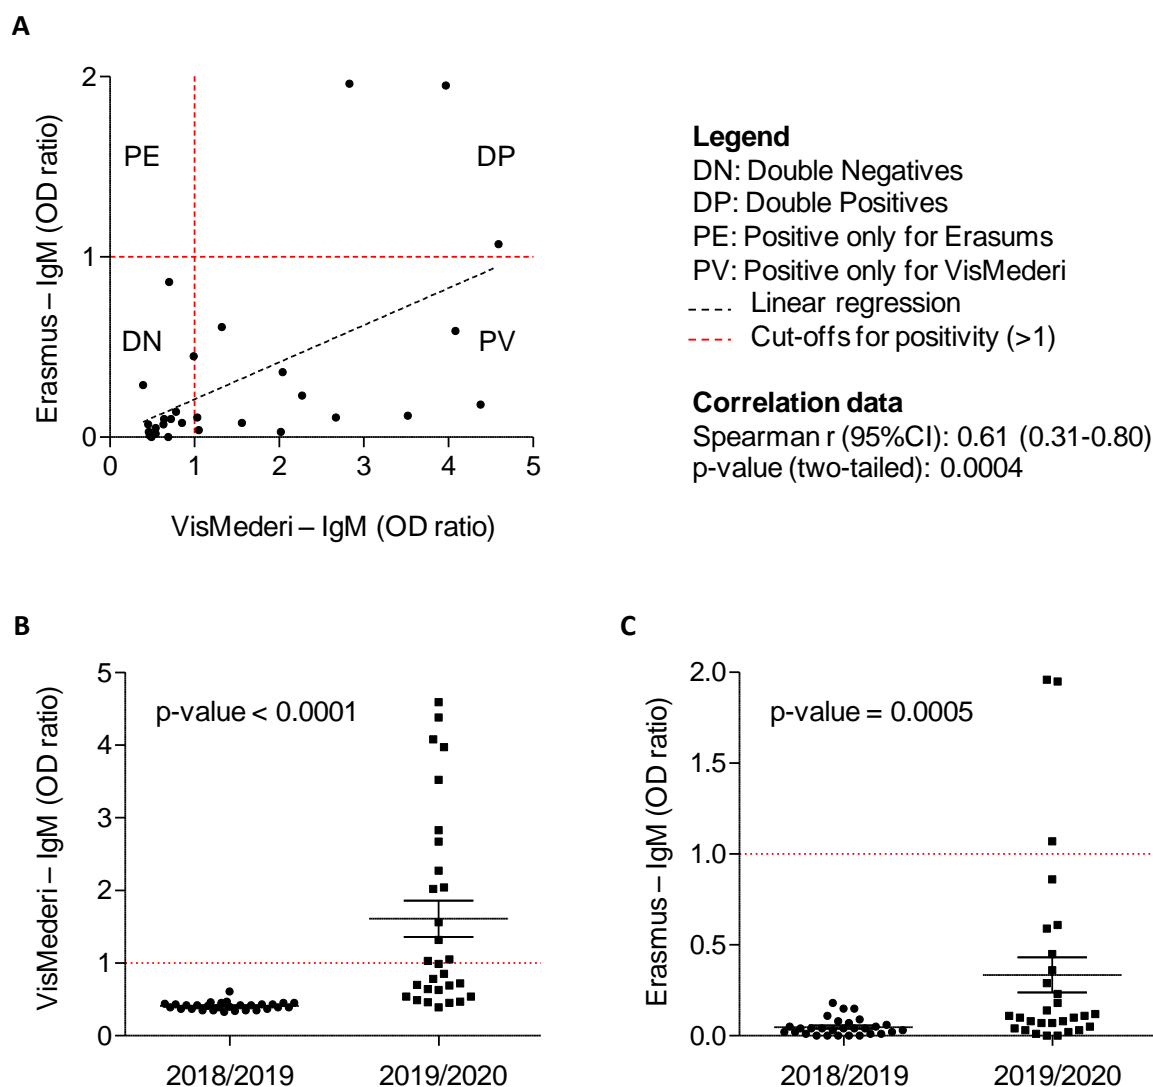 A
2
1
0
0
1
2
3
4
5
PE
DP
DN
PV
Erasmus – IgM (OD ratio)
VisMederi – IgM (OD ratio)
Legend
DN: Double Negatives
DP: Double Positives
PE: Positive only for Erasums
PV: Positive only for VisMederi
Linear regression
Cut-offs for positivity (>1)
Correlation data
Spearman r (95%CI): 0.61 (0.31-0.80)
p-value (two-tailed): 0.0004
B
5
4
3
2
1
0
VisMederi – IgM (OD ratio)
p-value < 0.0001
2018/2019
2019/2020
C
2.0
1.5
1.0
0.5
0.0
Erasmus – IgM (OD ratio)
p-value = 0.0005
2018/2019
2019/2020